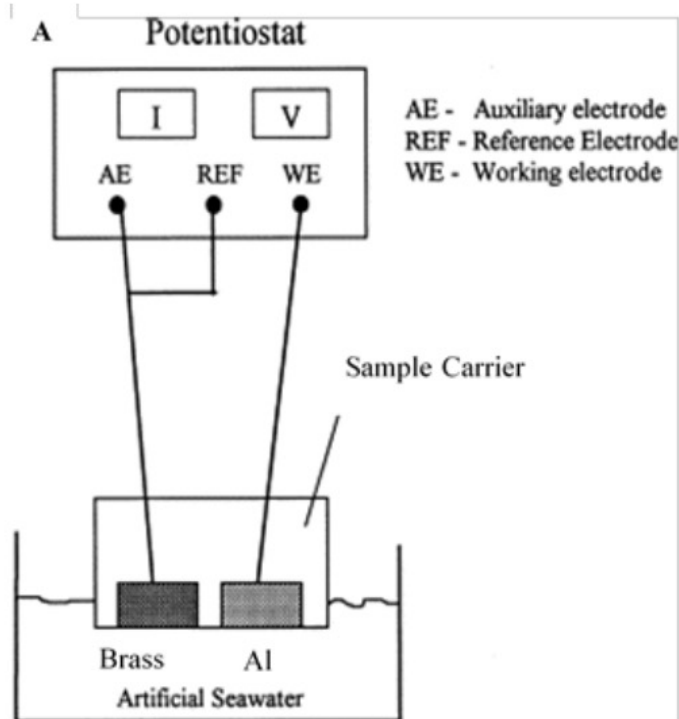 A
Potentiostat
I V
AE REF WE
AE - Auxiliary electrode
REF - Reference Electrode
WE - Working electrode
Sample Carrier
Brass Al
Artificial Seawater